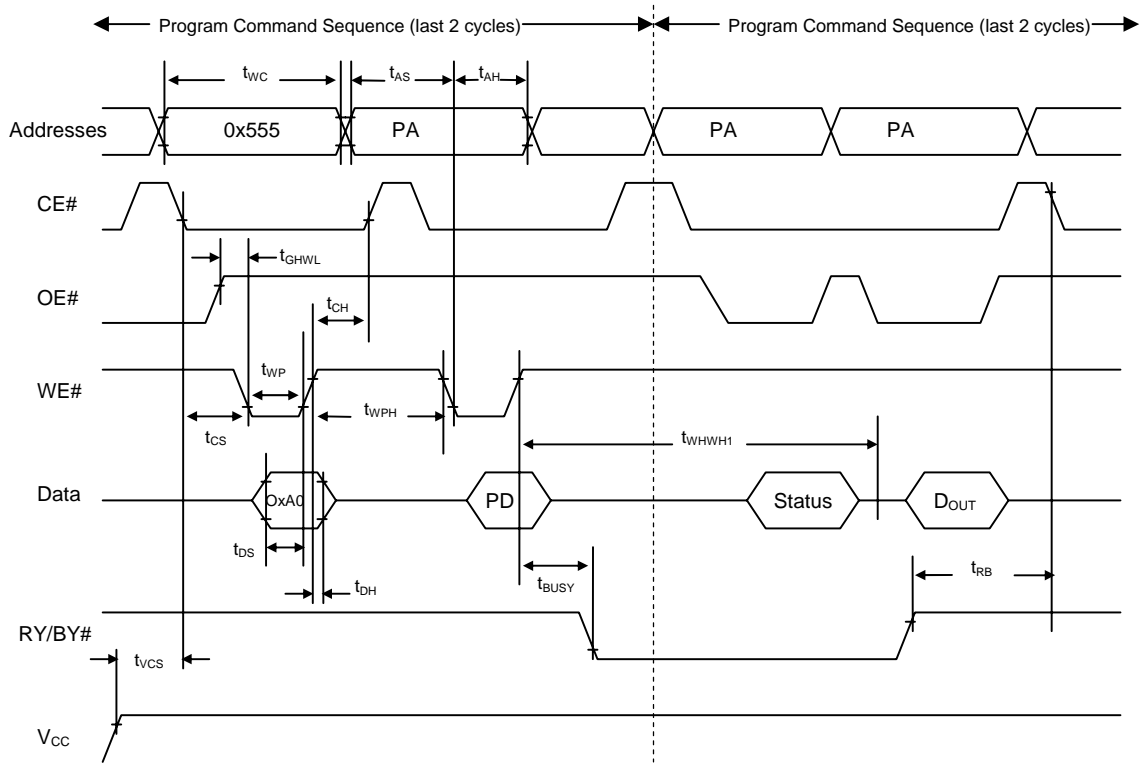 Program Command Sequence (last 2 cycles) Program Command Sequence (last 2 cycles)
tWC tAS tAH
Addresses 0x555 PA PA PA
CE#
tGHWL
OE#
tCH
tWP
WE#
tWPH
tCS tWHWH1
Data OxA0 PD Status DOUT
tDS tDH tBUSY tRB
RY/BY#
tVCS
VCC